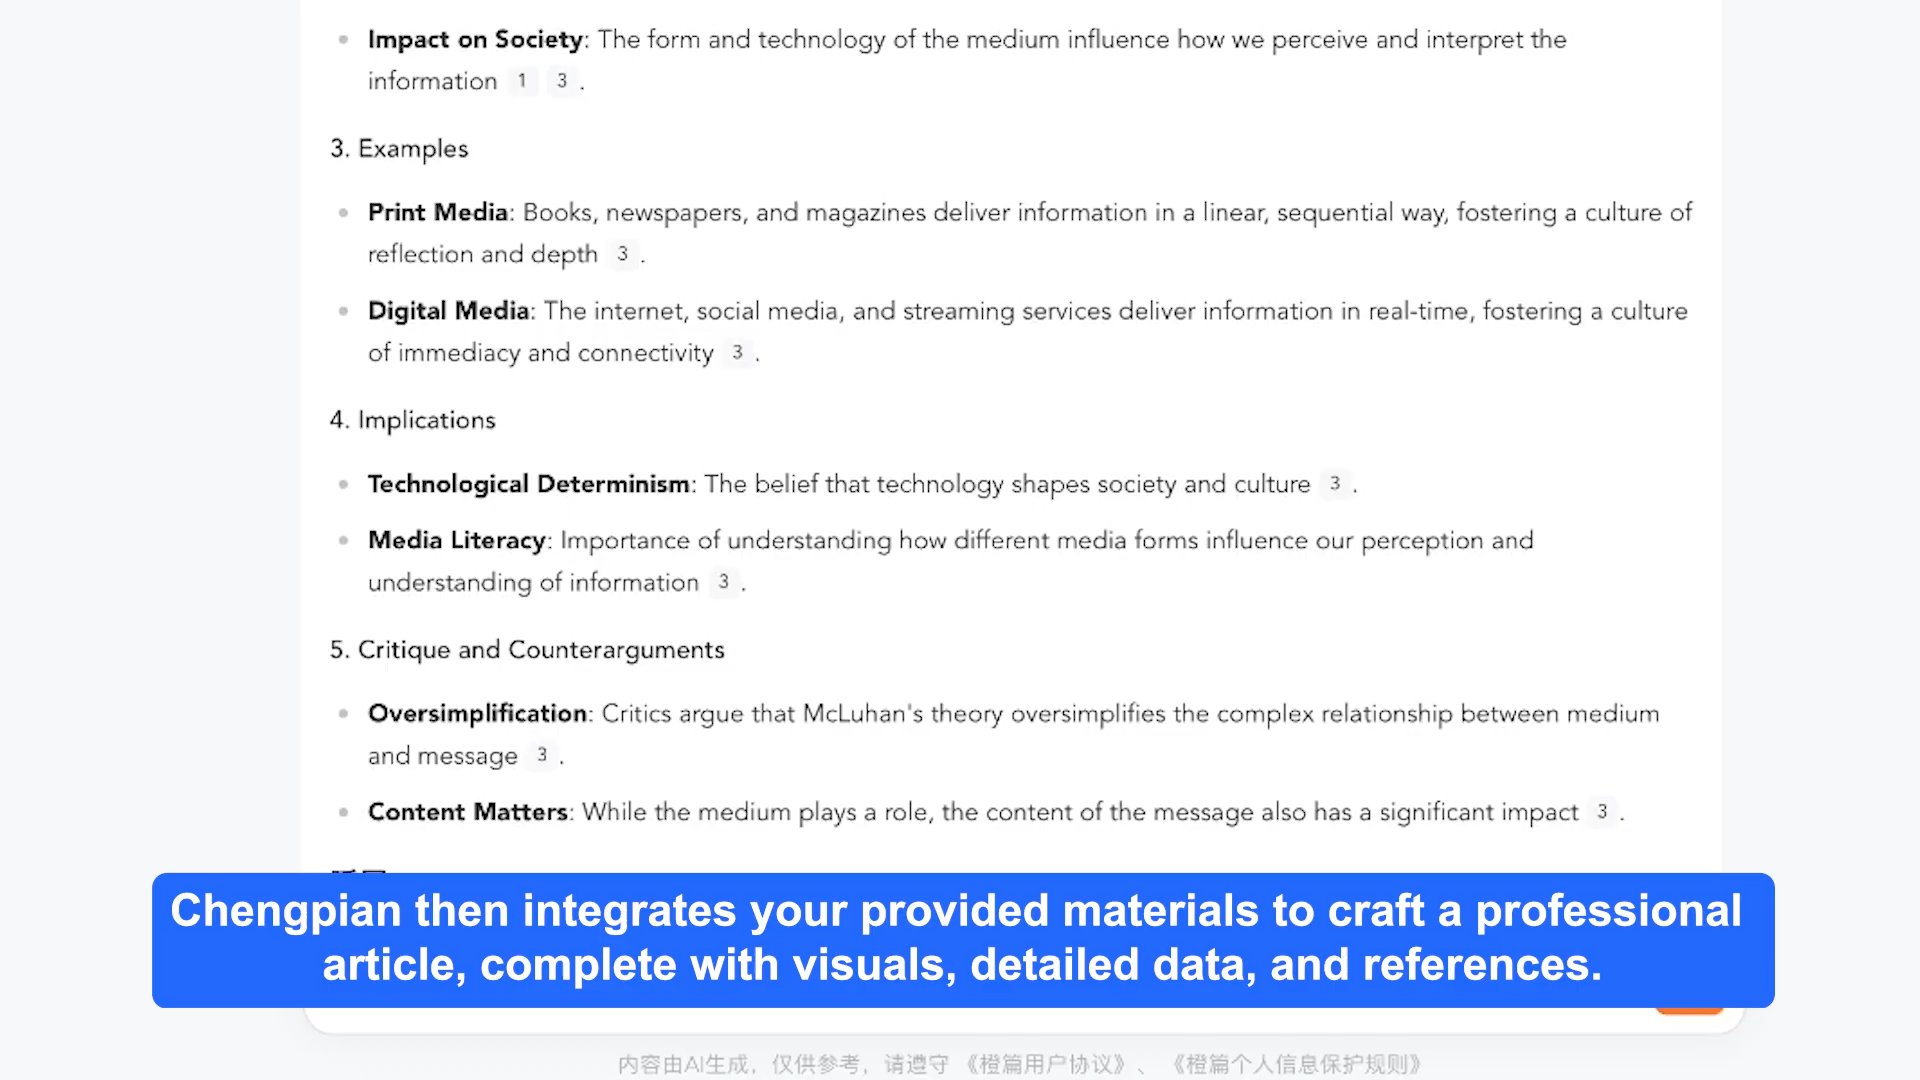 • Impact on Society: The form and technology of the medium influence how we perceive and interpret the
information 1 3 .
3. Examples
• Print Media: Books, newspapers, and magazines deliver information in a linear, sequential way, fostering a culture of
reflection and depth 3 .
• Digital Media: The internet, social media, and streaming services deliver information in real-time, fostering a culture
of immediacy and connectivity 3 .
4. Implications
• Technological Determinism: The belief that technology shapes society and culture 3 .
• Media Literacy: Importance of understanding how different media forms influence our perception and
understanding of information 3 .
5. Critique and Counterarguments
• Oversimplification: Critics argue that McLuhan's theory oversimplifies the complex relationship between medium
and message 3 .
• Content Matters: While the medium plays a role, the content of the message also has a significant impact 3 .
Chengpian then integrates your provided materials to craft a professional
article, complete with visuals, detailed data, and references.
内容由AI生成，仅供参考，请遵守《橙篇用户协议》、《橙篇个人信息保护规则》